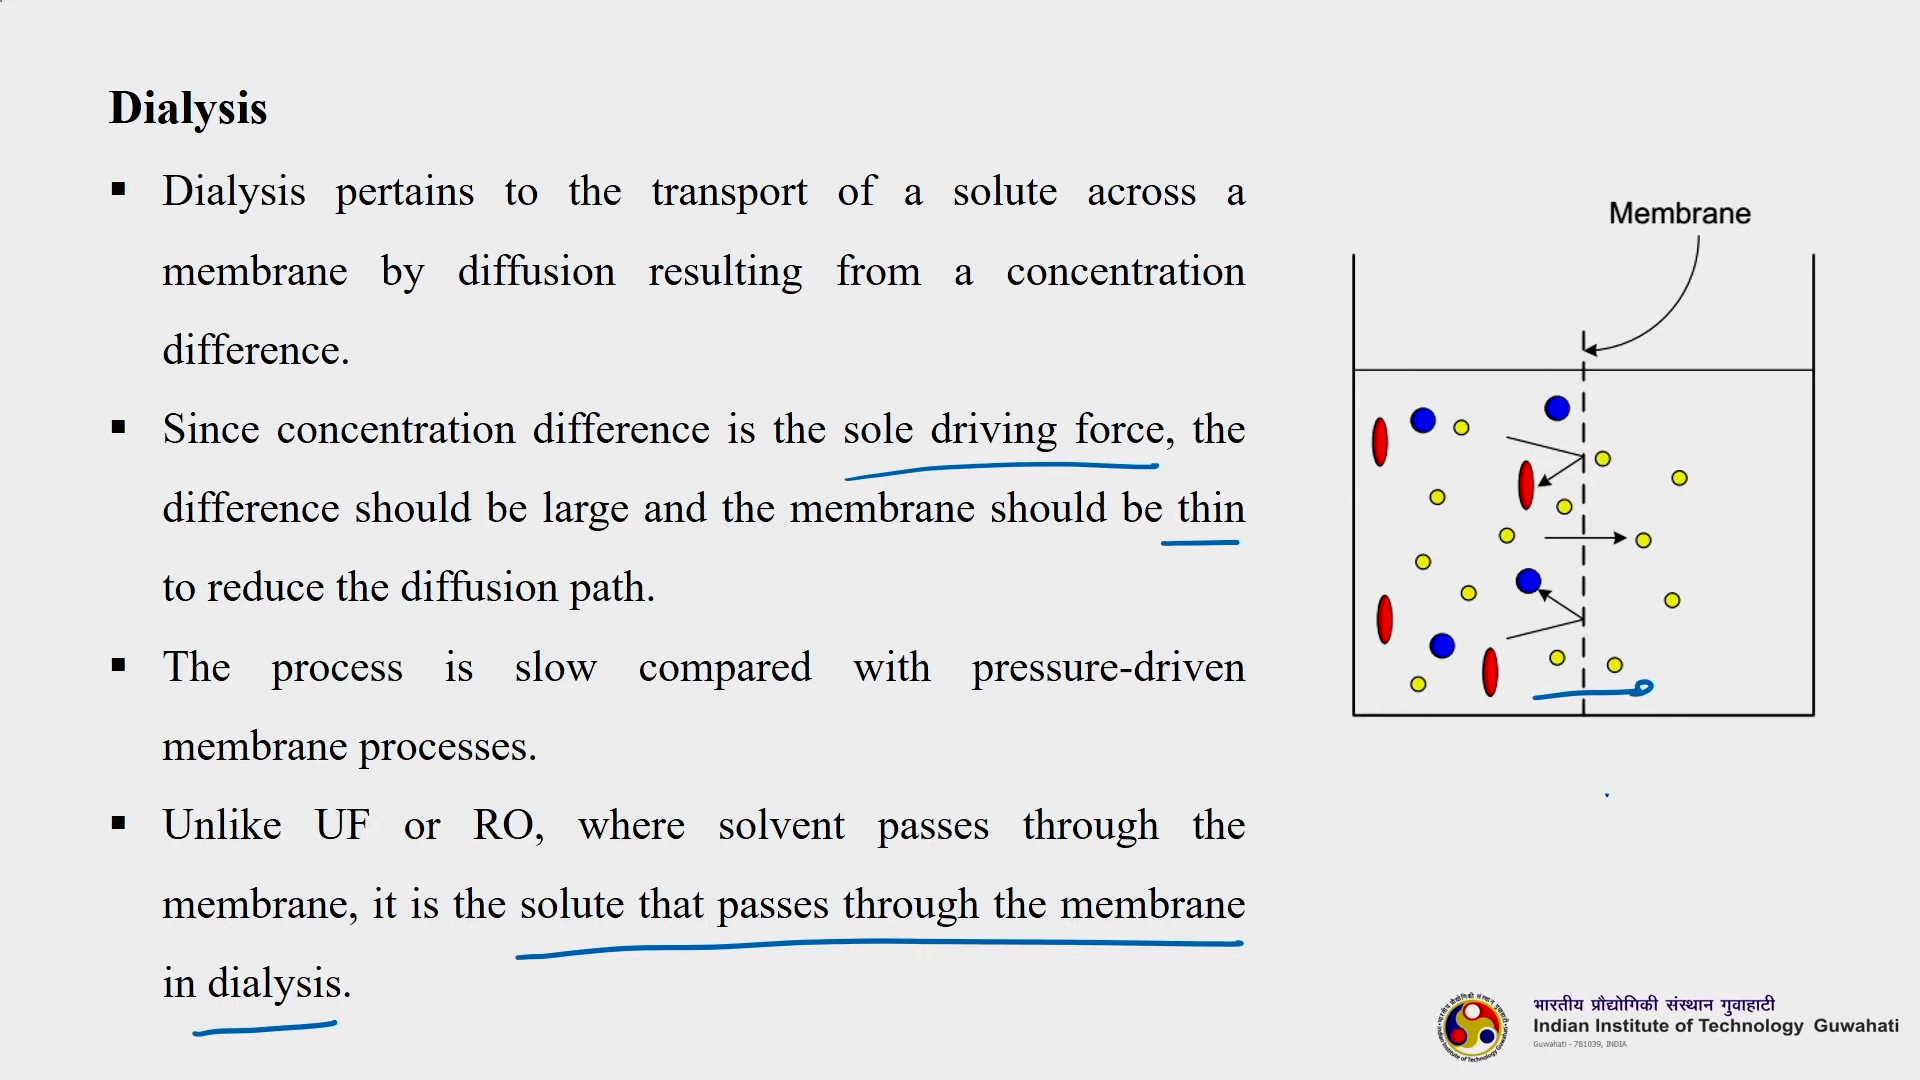 Dialysis
▪ Dialysis pertains to the transport of a solute across a
membrane by diffusion resulting from a concentration
difference.
▪ Since concentration difference is the sole driving force, the
difference should be large and the membrane should be thin
to reduce the diffusion path.
▪ The process is slow compared with pressure-driven
membrane processes.
▪ Unlike UF or RO, where solvent passes through the
membrane, it is the solute that passes through the membrane
in dialysis.
Membrane
भारतीय प्रौद्योगिकी संस्थान गुवाहाटी
Indian Institute of Technology Guwahati
Guwahati - 781039, INDIA